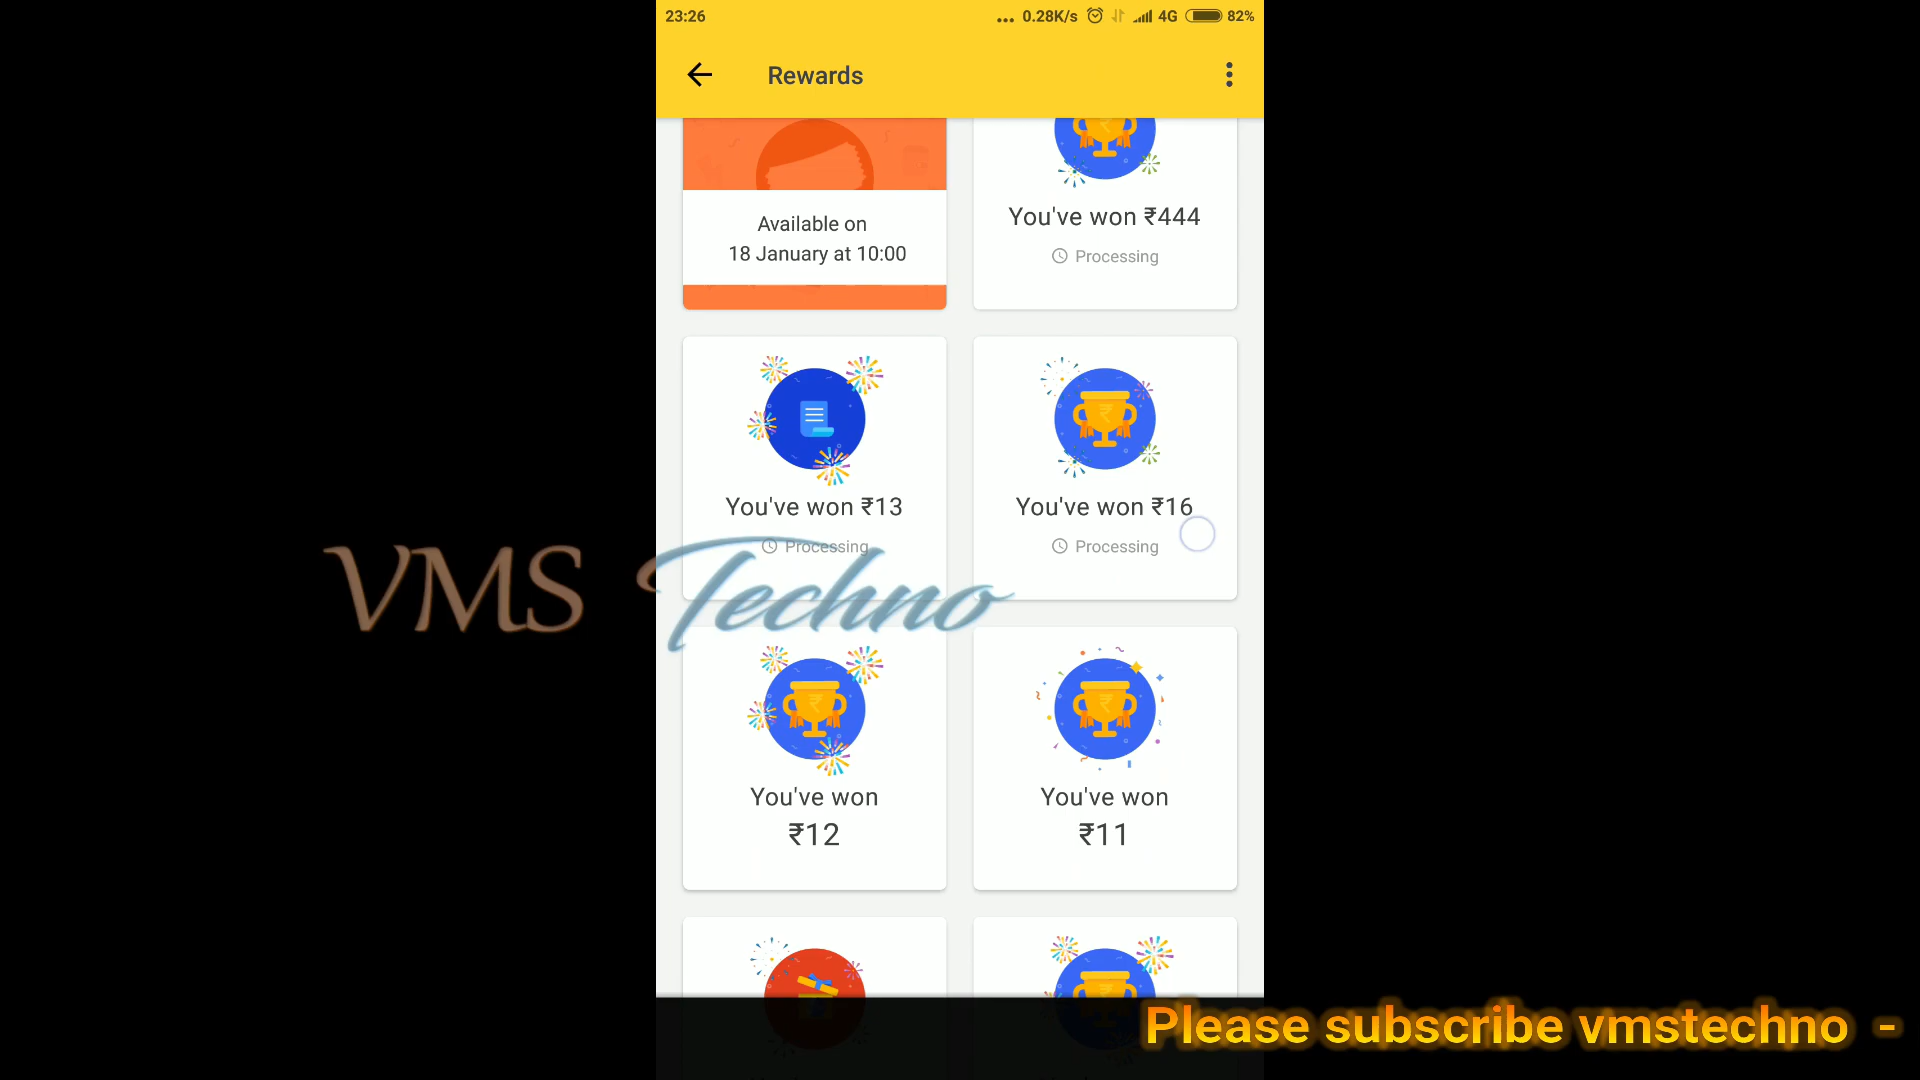 23:26
... 0.28K/s 4G 82%
Rewards
Available on
18 January at 10:00
You've won ₹444
Processing
You've won ₹13
Processing
You've won ₹16
Processing
VMS Techno
You've won
₹12
You've won
₹11
Please subscribe vmstechno -